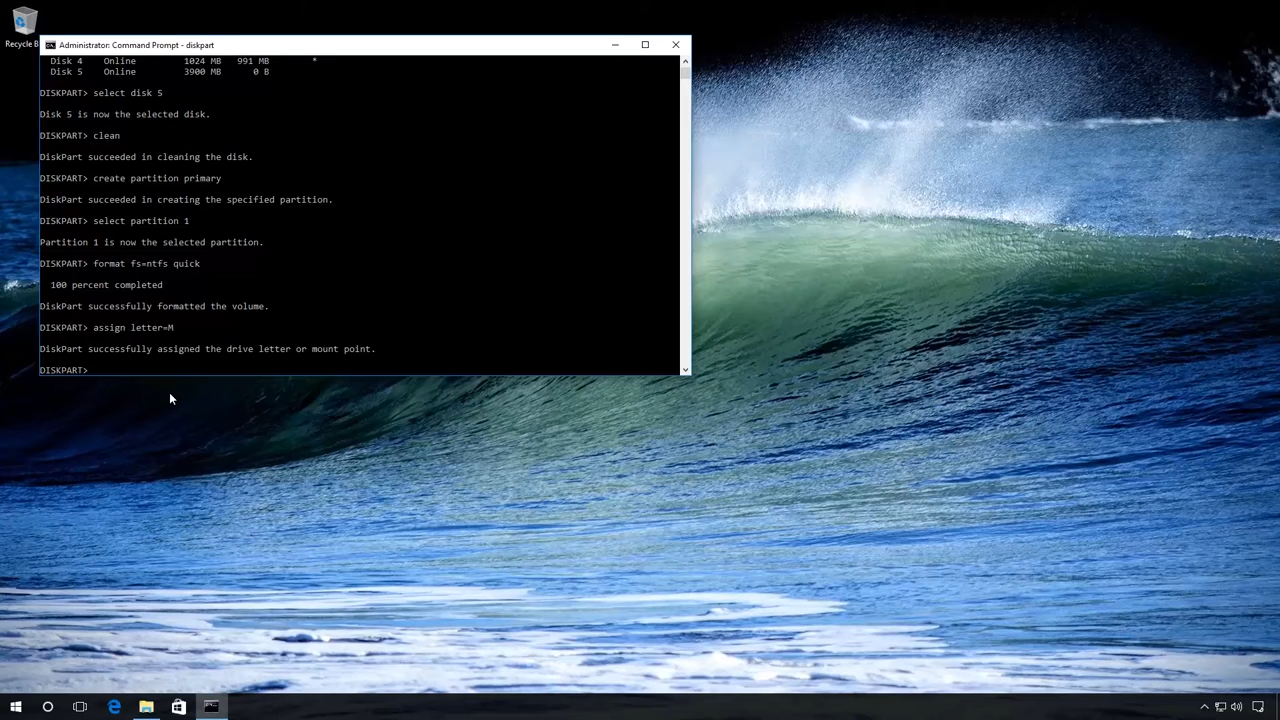 Recycle B
Administrator: Command Prompt - diskpart
Disk 4    Online    1024 MB   991 MB    *
Disk 5    Online    3900 MB   0 B
DISKPART> select disk 5
Disk 5 is now the selected disk.
DISKPART> clean
DiskPart succeeded in cleaning the disk.
DISKPART> create partition primary
DiskPart succeeded in creating the specified partition.
DISKPART> select partition 1
Partition 1 is now the selected partition.
DISKPART> format fs=ntfs quick
100 percent completed
DiskPart successfully formatted the volume.
DISKPART> assign letter=M
DiskPart successfully assigned the drive letter or mount point.
DISKPART>